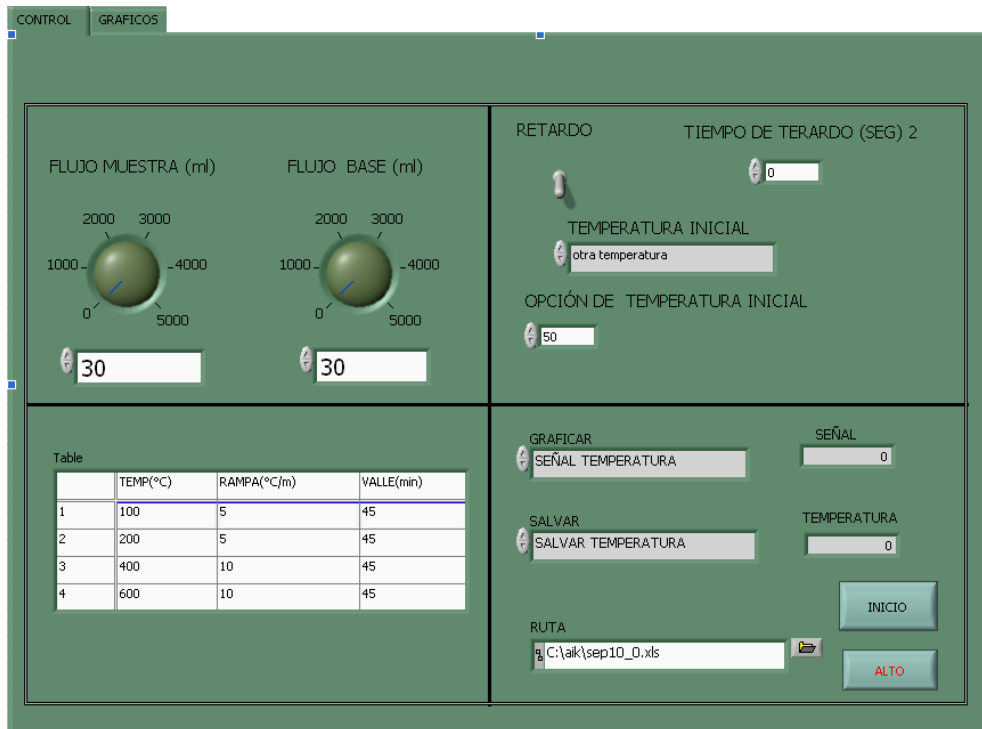 CONTROL GRAFICOS
FLUJO MUESTRA (ml) FLUJO BASE (ml)
2000 3000
1000 4000
0 5000
30
2000 3000
1000 4000
0 5000
30
RETARDO TIEMPO DE TERARDO (SEG) 2
0
TEMPERATURA INICIAL
otra temperatura
OPCIÓN DE TEMPERATURA INICIAL
50
Table
TEMP(°C) RAMPA(°C/m) VALLE(min)
1 100 5 45
2 200 5 45
3 400 10 45
4 600 10 45
GRAFICAR SEÑAL
SEÑAL TEMPERATURA 0
SALVAR TEMPERATURA
SALVAR TEMPERATURA 0
INICIO
RUTA
C:\aik\sep10_0.xls
ALTO